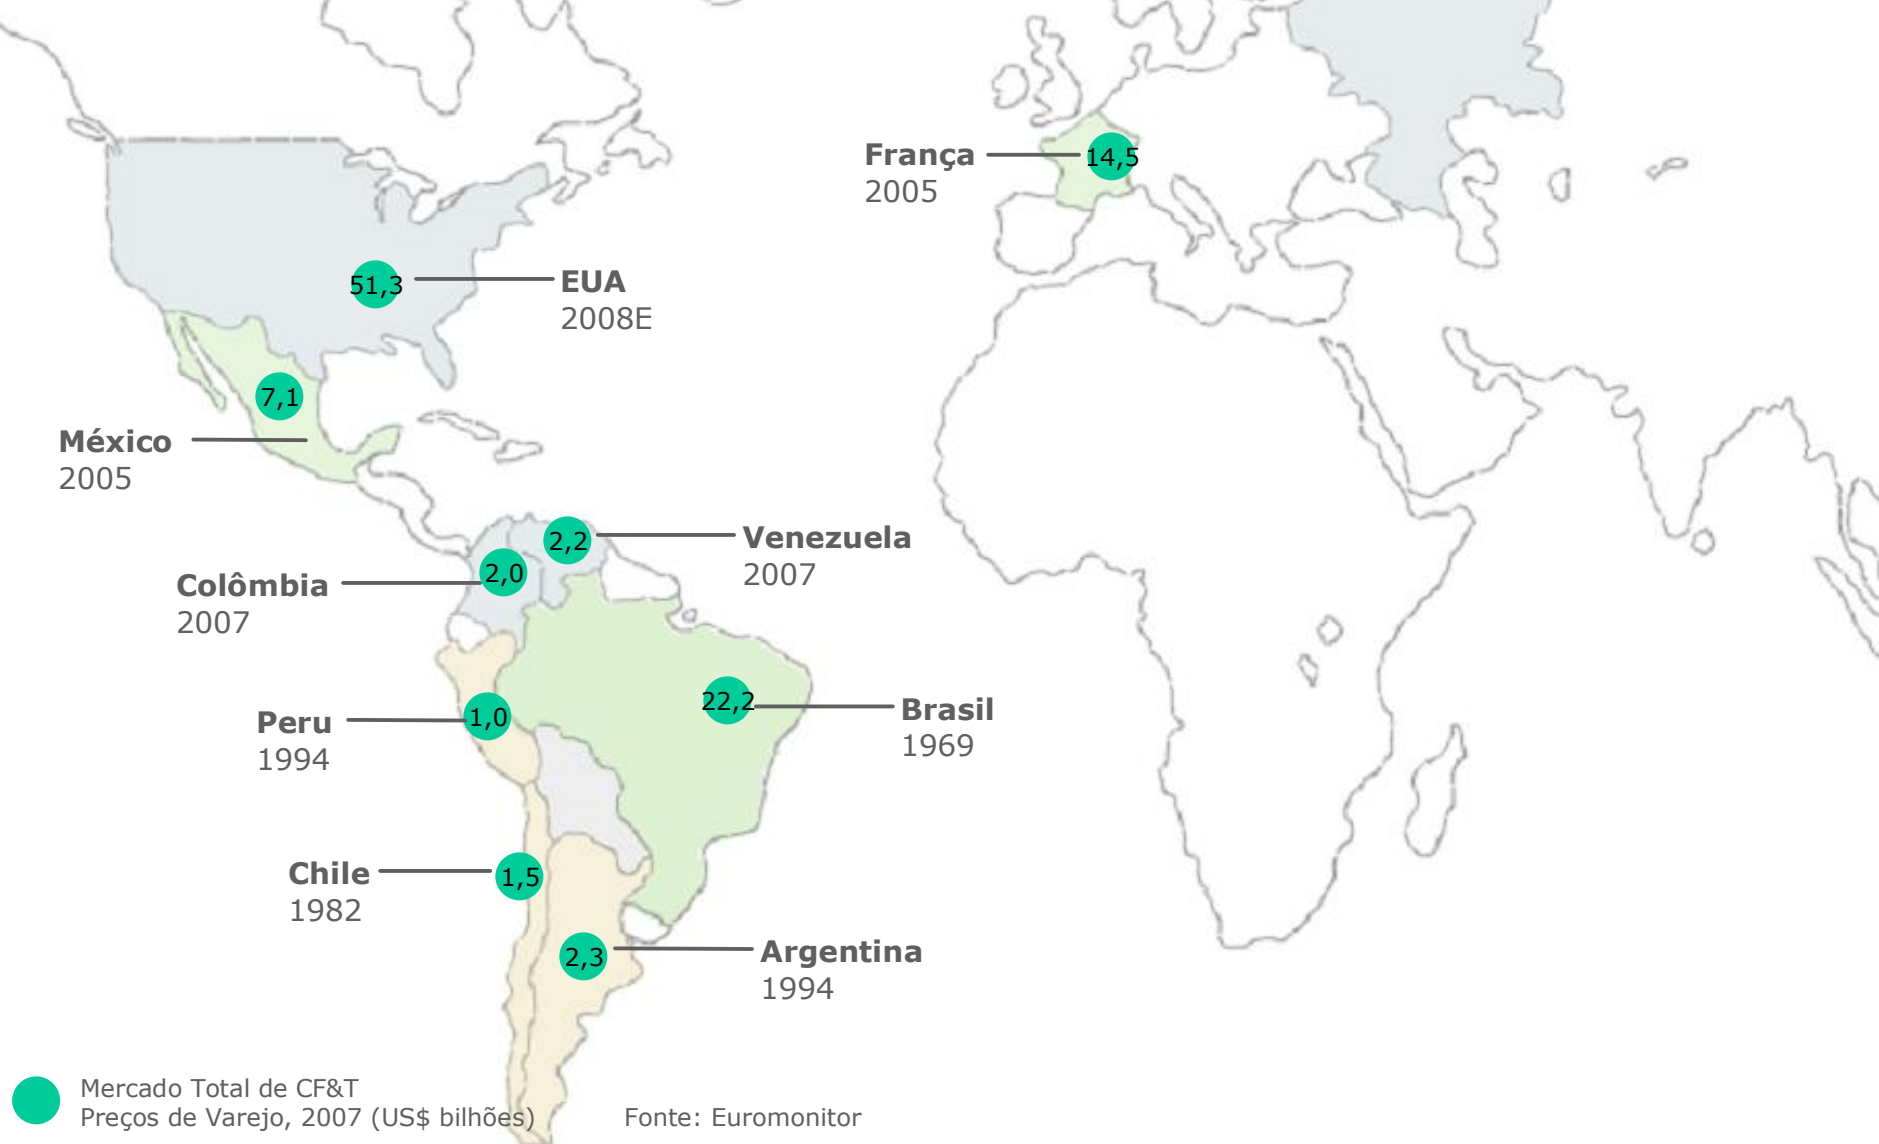 França
2005
14,5
51,3
EUA
2008E
7,1
México
2005
2,2
Venezuela
2007
2,0
Colômbia
2007
22,2
Brasil
1969
1,0
Peru
1994
1,5
Chile
1982
2,3
Argentina
1994
Mercado Total de CF&T
Preços de Varejo, 2007 (US$ bilhões)
Fonte: Euromonitor